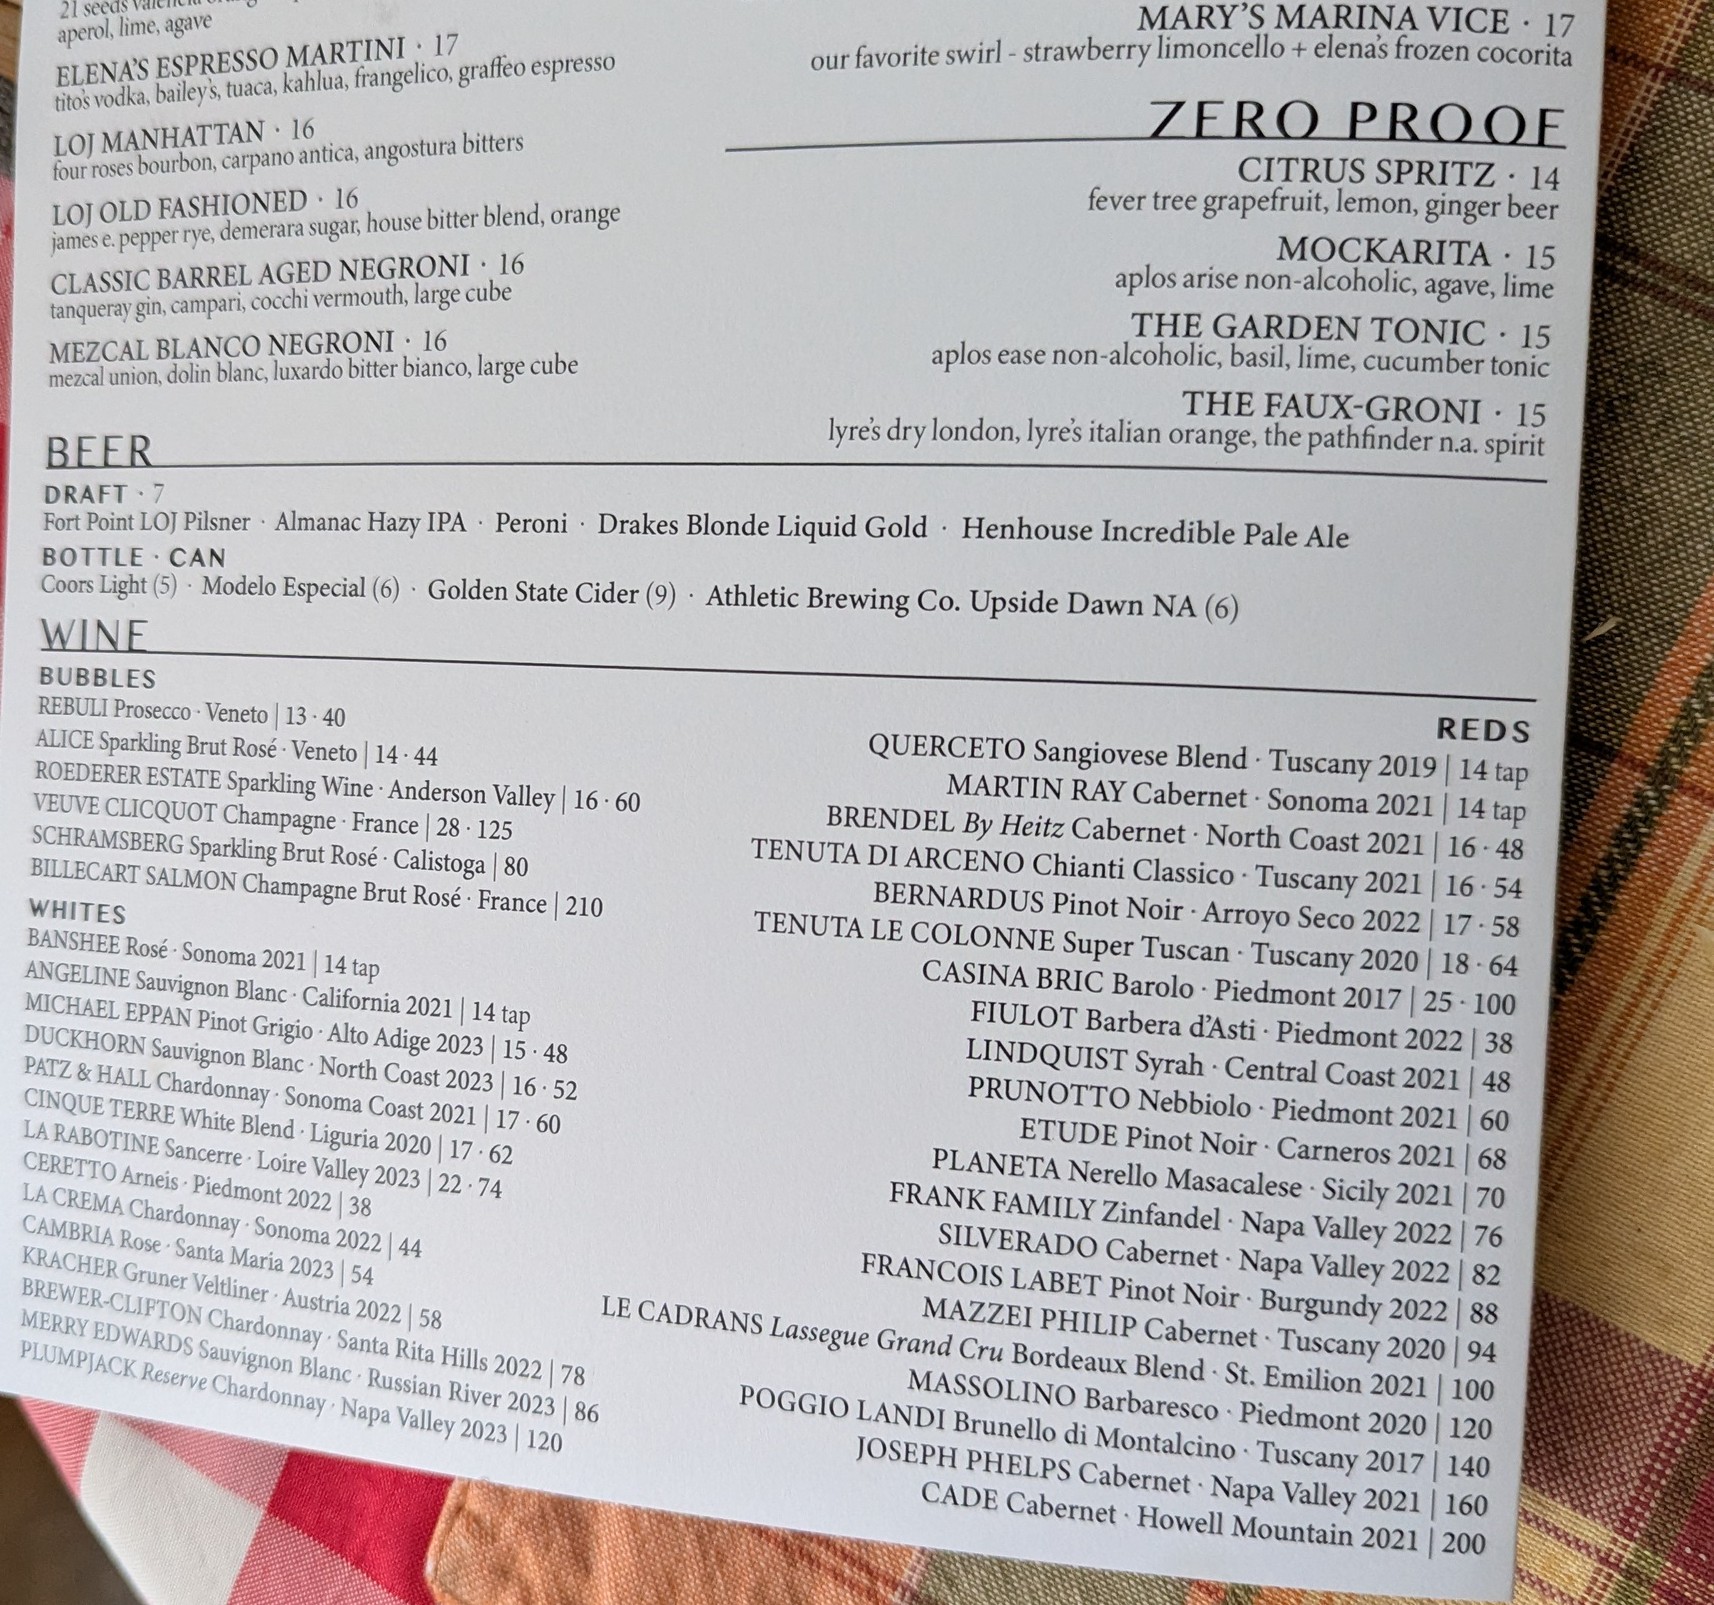 21 seeds valencia
aperol, lime, agave
ELENA'S ESPRESSO MARTINI · 17
tito's vodka, bailey's, tuaca, kahlua, frangelico, graffeo espresso
LOJ MANHATTAN · 16
four roses bourbon, carpano antica, angostura bitters
LOJ OLD FASHIONED · 16
james e. pepper rye, demerara sugar, house bitter blend, orange
CLASSIC BARREL AGED NEGRONI · 16
tanqueray gin, campari, cocchi vermouth, large cube
MEZCAL BLANCO NEGRONI · 16
mezcal union, dolin blanc, luxardo bitter bianco, large cube
MARY'S MARINA VICE · 17
our favorite swirl - strawberry limoncello + elena's frozen cocorita
ZERO PROOF
CITRUS SPRITZ · 14
fever tree grapefruit, lemon, ginger beer
MOCKARITA · 15
aplos arise non-alcoholic, agave, lime
THE GARDEN TONIC · 15
aplos ease non-alcoholic, basil, lime, cucumber tonic
THE FAUX-GRONI · 15
lyre's dry london, lyre's italian orange, the pathfinder n.a. spirit
BEER
DRAFT · 7
Fort Point LOJ Pilsner · Almanac Hazy IPA · Peroni · Drakes Blonde Liquid Gold · Henhouse Incredible Pale Ale
BOTTLE · CAN
Coors Light (5) · Modelo Especial (6) · Golden State Cider (9) · Athletic Brewing Co. Upside Dawn NA (6)
WINE
BUBBLES
REBULI Prosecco · Veneto | 13 · 40
ALICE Sparkling Brut Rosé · Veneto | 14 · 44
ROEDERER ESTATE Sparkling Wine · Anderson Valley | 16 · 60
VEUVE CLICQUOT Champagne · France | 28 · 125
SCHRAMSBERG Sparkling Brut Rosé · Calistoga | 80
BILLECART SALMON Champagne Brut Rosé · France | 210
WHITES
BANSHEE Rosé · Sonoma 2021 | 14 tap
ANGELINE Sauvignon Blanc · California 2021 | 14 tap
MICHAEL EPPAN Pinot Grigio · Alto Adige 2023 | 15 · 48
DUCKHORN Sauvignon Blanc · North Coast 2023 | 16 · 52
PATZ & HALL Chardonnay · Sonoma Coast 2021 | 17 · 60
CINQUE TERRE White Blend · Liguria 2020 | 17 · 62
LA RABOTINE Sancerre · Loire Valley 2023 | 22 · 74
CERETTO Arneis · Piedmont 2022 | 38
LA CREMA Chardonnay · Sonoma 2022 | 44
CAMBRIA Rose · Santa Maria 2023 | 54
KRACHER Gruner Veltliner · Austria 2022 | 58
BREWER-CLIFTON Chardonnay · Santa Rita Hills 2022 | 78
MERRY EDWARDS Sauvignon Blanc · Russian River 2023 | 86
PLUMPJACK Reserve Chardonnay · Napa Valley 2023 | 120
REDS
QUERCETO Sangiovese Blend · Tuscany 2019 | 14 tap
MARTIN RAY Cabernet · Sonoma 2021 | 14 tap
BRENDEL By Heitz Cabernet · North Coast 2021 | 16 · 48
TENUTA DI ARCENO Chianti Classico · Tuscany 2021 | 16 · 54
BERNARDUS Pinot Noir · Arroyo Seco 2022 | 17 · 58
TENUTA LE COLONNE Super Tuscan · Tuscany 2020 | 18 · 64
CASINA BRIC Barolo · Piedmont 2017 | 25 · 100
FIULOT Barbera d'Asti · Piedmont 2022 | 38
LINDQUIST Syrah · Central Coast 2021 | 48
PRUNOTTO Nebbiolo · Piedmont 2021 | 60
ETUDE Pinot Noir · Carneros 2021 | 68
PLANETA Nerello Masacalese · Sicily 2021 | 70
FRANK FAMILY Zinfandel · Napa Valley 2022 | 76
SILVERADO Cabernet · Napa Valley 2022 | 82
FRANCOIS LABET Pinot Noir · Burgundy 2022 | 88
MAZZEI PHILIP Cabernet · Tuscany 2020 | 94
LE CADRANS Lassegue Grand Cru Bordeaux Blend · St. Emilion 2021 | 100
MASSOLINO Barbaresco · Piedmont 2020 | 120
POGGIO LANDI Brunello di Montalcino · Tuscany 2017 | 140
JOSEPH PHELPS Cabernet · Napa Valley 2021 | 160
CADE Cabernet · Howell Mountain 2021 | 200